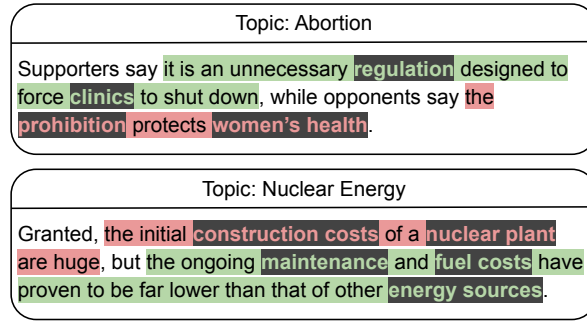 Topic: Abortion
Supporters say it is an unnecessary regulation designed to
force clinics to shut down, while opponents say the
prohibition protects women's health.
Topic: Nuclear Energy
Granted, the initial construction costs of a nuclear plant
are huge, but the ongoing maintenance and fuel costs have
proven to be far lower than that of other energy sources.